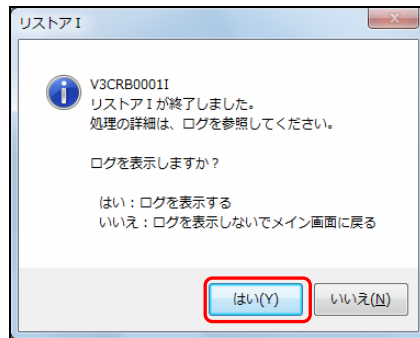 リストアI
V3CRB0001I
リストアIが終了しました。
処理の詳細は、ログを参照してください。
ログを表示しますか？
はい：ログを表示する
いいえ：ログを表示しないでメイン画面に戻る
はい(Y)
いいえ(N)